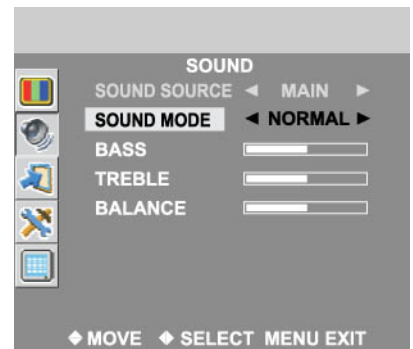 SOUND
SOUND SOURCE ◀ MAIN ▶
SOUND MODE ◀ NORMAL ▶
BASS
TREBLE
BALANCE
MOVE SELECT MENU EXIT